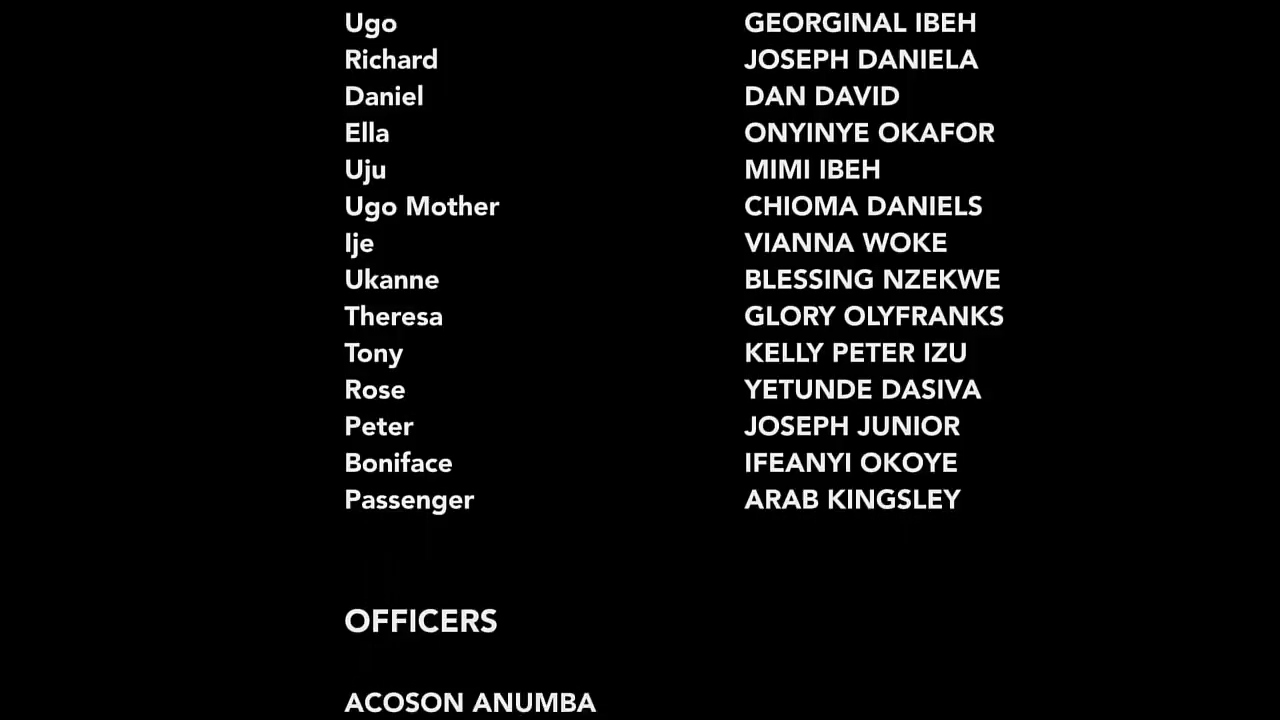 Ugo GEORGINAL IBEH
Richard JOSEPH DANIELA
Daniel DAN DAVID
Ella ONYINYE OKAFOR
Uju MIMI IBEH
Ugo Mother CHIOMA DANIELS
Ije VIANNA WOKE
Ukanne BLESSING NZEKWE
Theresa GLORY OLYFRANKS
Tony KELLY PETER IZU
Rose YETUNDE DASIVA
Peter JOSEPH JUNIOR
Boniface IFEANYI OKOYE
Passenger ARAB KINGSLEY
OFFICERS
ACOSON ANUMBA